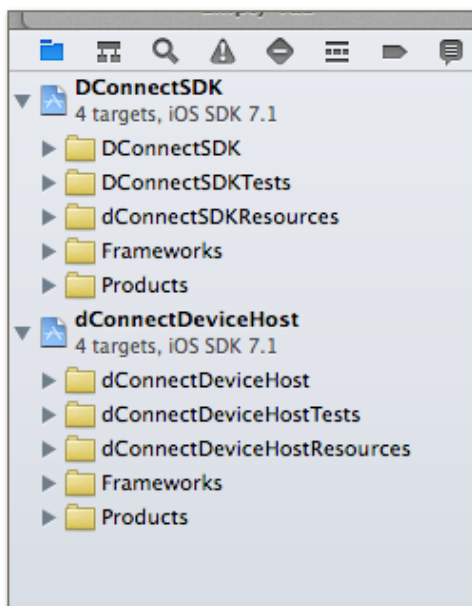 DConnectSDK
4 targets, iOS SDK 7.1
DConnectSDK
DConnectSDKTests
dConnectSDKResources
Frameworks
Products
dConnectDeviceHost
4 targets, iOS SDK 7.1
dConnectDeviceHost
dConnectDeviceHostTests
dConnectDeviceHostResources
Frameworks
Products